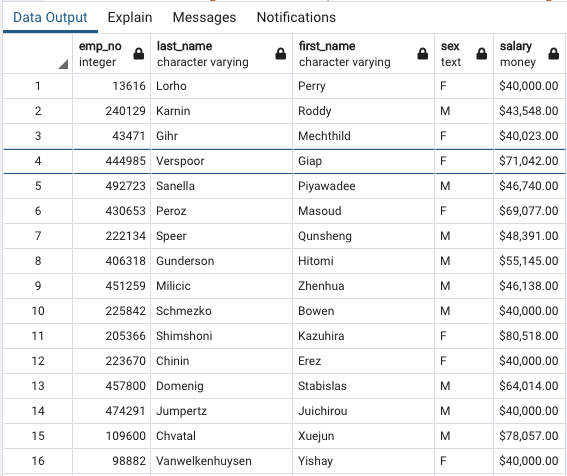 Data Output Explain Messages Notifications
emp_no last_name first_name sex salary
integer character varying character varying text money
1 13616 Lorho Perry F $40,000.00
2 240129 Karnin Roddy M $43,548.00
3 43471 Gihr Mechthild F $40,023.00
4 444985 Verspoor Giap F $71,042.00
5 492723 Sanella Piyawadee M $46,740.00
6 430653 Peroz Masoud F $69,077.00
7 222134 Speer Qunsheng M $48,391.00
8 406318 Gunderson Hitomi M $55,145.00
9 451259 Milicic Zhenhua M $46,138.00
10 225842 Schmezko Bowen M $40,000.00
11 205366 Shimshoni Kazuhira F $80,518.00
12 223670 Chinin Erez F $40,000.00
13 457800 Domenig Stabislas M $64,014.00
14 474291 Jumpertz Juichirou M $40,000.00
15 109600 Chvatal Xuejun M $78,057.00
16 98882 Vanwelkenhuysen Yishay F $40,000.00